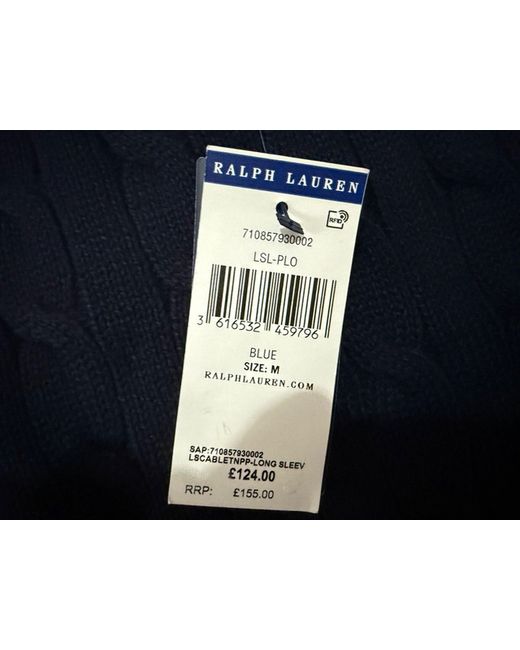 RALPH LAUREN
RFID
710857930002
LSL-PLO
3 616532 459796
BLUE
SIZE: M
RALPHLAUREN.COM
SAP:710857930002
LSCABLETNPP-LONG SLEEV
£124.00
RRP: £155.00